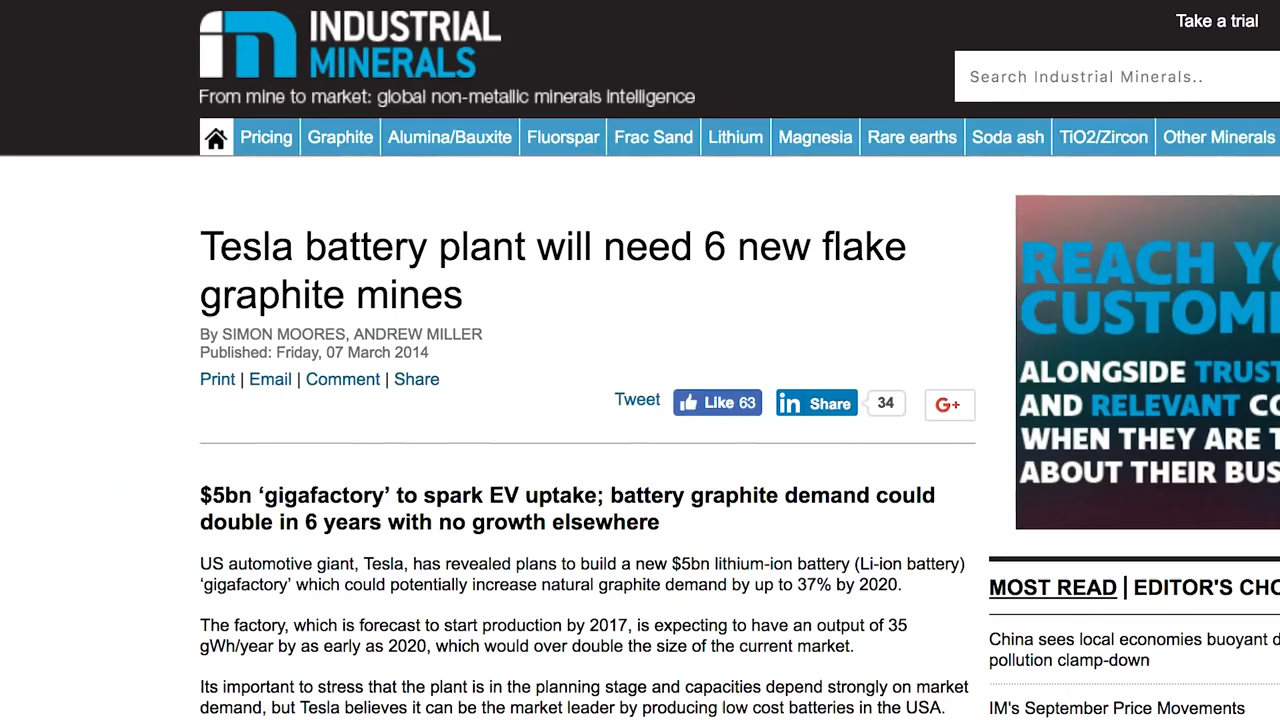 INDUSTRIAL
MINERALS
From mine to market: global non-metallic minerals intelligence
Take a trial
Search Industrial Minerals..
Pricing Graphite Alumina/Bauxite Fluorspar Frac Sand Lithium Magnesia Rare earths Soda ash TiO2/Zircon Other Minerals
Tesla battery plant will need 6 new flake
graphite mines
By SIMON MOORES, ANDREW MILLER
Published: Friday, 07 March 2014
Print | Email | Comment | Share
Tweet Like 63 in Share 34 G+
$5bn ‘gigafactory’ to spark EV uptake; battery graphite demand could
double in 6 years with no growth elsewhere
US automotive giant, Tesla, has revealed plans to build a new $5bn lithium-ion battery (Li-ion battery)
‘gigafactory’ which could potentially increase natural graphite demand by up to 37% by 2020.
The factory, which is forecast to start production by 2017, is expecting to have an output of 35
gWh/year by as early as 2020, which would over double the size of the current market.
Its important to stress that the plant is in the planning stage and capacities depend strongly on market
demand, but Tesla believes it can be the market leader by producing low cost batteries in the USA.
REACH
CUSTOM
ALONGSIDE TRUST
AND RELEVANT
WHEN THEY ARE
ABOUT THEIR BUS
MOST READ | EDITOR'S CHO
China sees local economies buoyant
pollution clamp-down
IM's September Price Movements